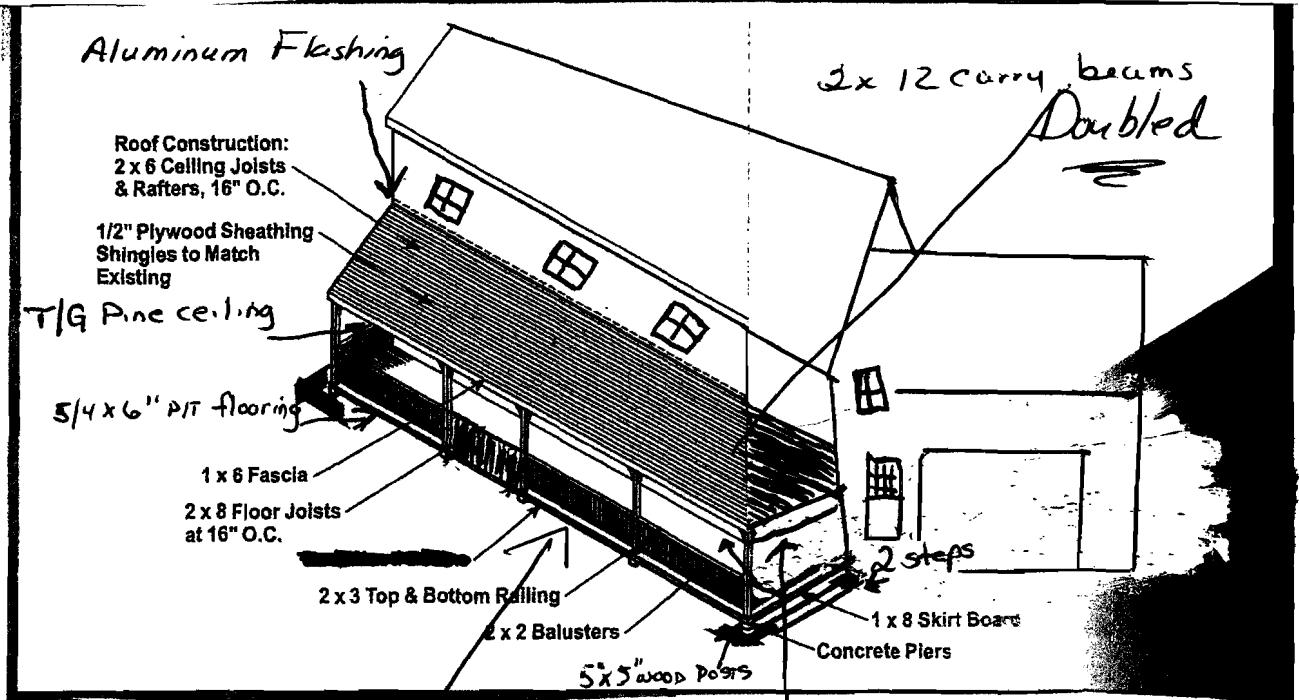 Aluminum Flashing
2x 12 carry beams
Doubled
Roof Construction:
2 x 6 Ceiling Joists
& Rafters, 16" O.C.
1/2" Plywood Sheathing
Shingles to Match
Existing
T/G Pine ceiling
5/4 x 6" P/T flooring
1 x 6 Fascia
2 x 8 Floor Joists
at 16" O.C.
2 x 3 Top & Bottom Railing
2 x 2 Balusters
2 steps
1 x 8 Skirt Board
Concrete Piers
5"x5" WOOD POSTS